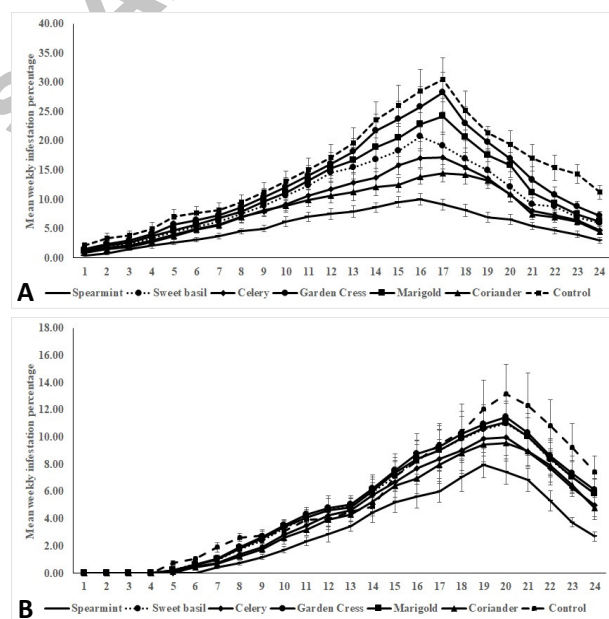 40.00
35.00
30.00
25.00
20.00
15.00
10.00
5.00
0.00
Mean weekly infestation percentage
1 2 3 4 5 6 7 8 9 10 11 12 13 14 15 16 17 18 19 20 21 22 23 24
A
Spearmint Sweet basil Celery Garden Cress Marigold Coriander Control
18.00
16.00
14.00
12.00
10.00
8.00
6.00
4.00
2.00
0.00
Mean weekly infestation percentage
1 2 3 4 5 6 7 8 9 10 11 12 13 14 15 16 17 18 19 20 21 22 23 24
B
Spearmint Sweet basil Celery Garden Cress Marigold Coriander Control